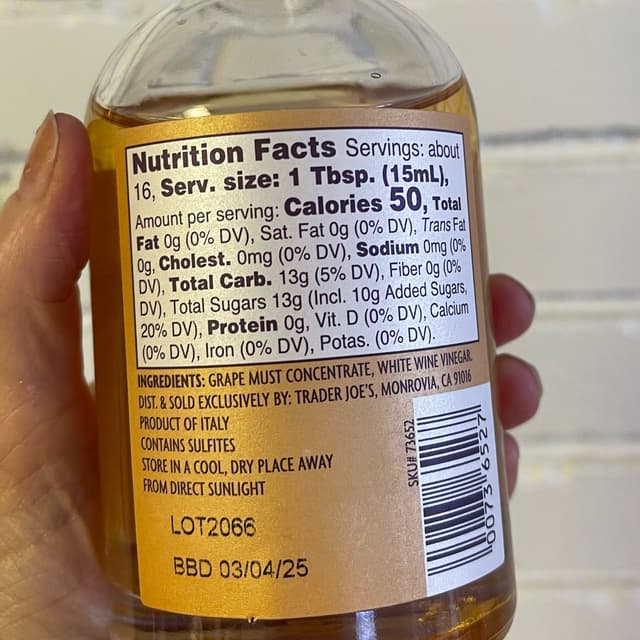 Nutrition Facts Servings: about
16, Serv. size: 1 Tbsp. (15mL),
Amount per serving: Calories 50, Total
Fat 0g (0% DV), Sat. Fat 0g (0% DV), Trans Fat
0g, Cholest. 0mg (0% DV), Sodium 0mg (0%
DV), Total Carb. 13g (5% DV), Fiber 0g (0%
DV), Total Sugars 13g (Incl. 10g Added Sugars,
20% DV), Protein 0g, Vit. D (0% DV), Calcium
(0% DV), Iron (0% DV), Potas. (0% DV).
INGREDIENTS: GRAPE MUST CONCENTRATE, WHITE WINE VINEGAR.
DIST. & SOLD EXCLUSIVELY BY: TRADER JOE'S, MONROVIA, CA 91016
PRODUCT OF ITALY
CONTAINS SULFITES
STORE IN A COOL, DRY PLACE AWAY
FROM DIRECT SUNLIGHT
LOT2066
BBD 03/04/25
SKU# 73652
0073 6527